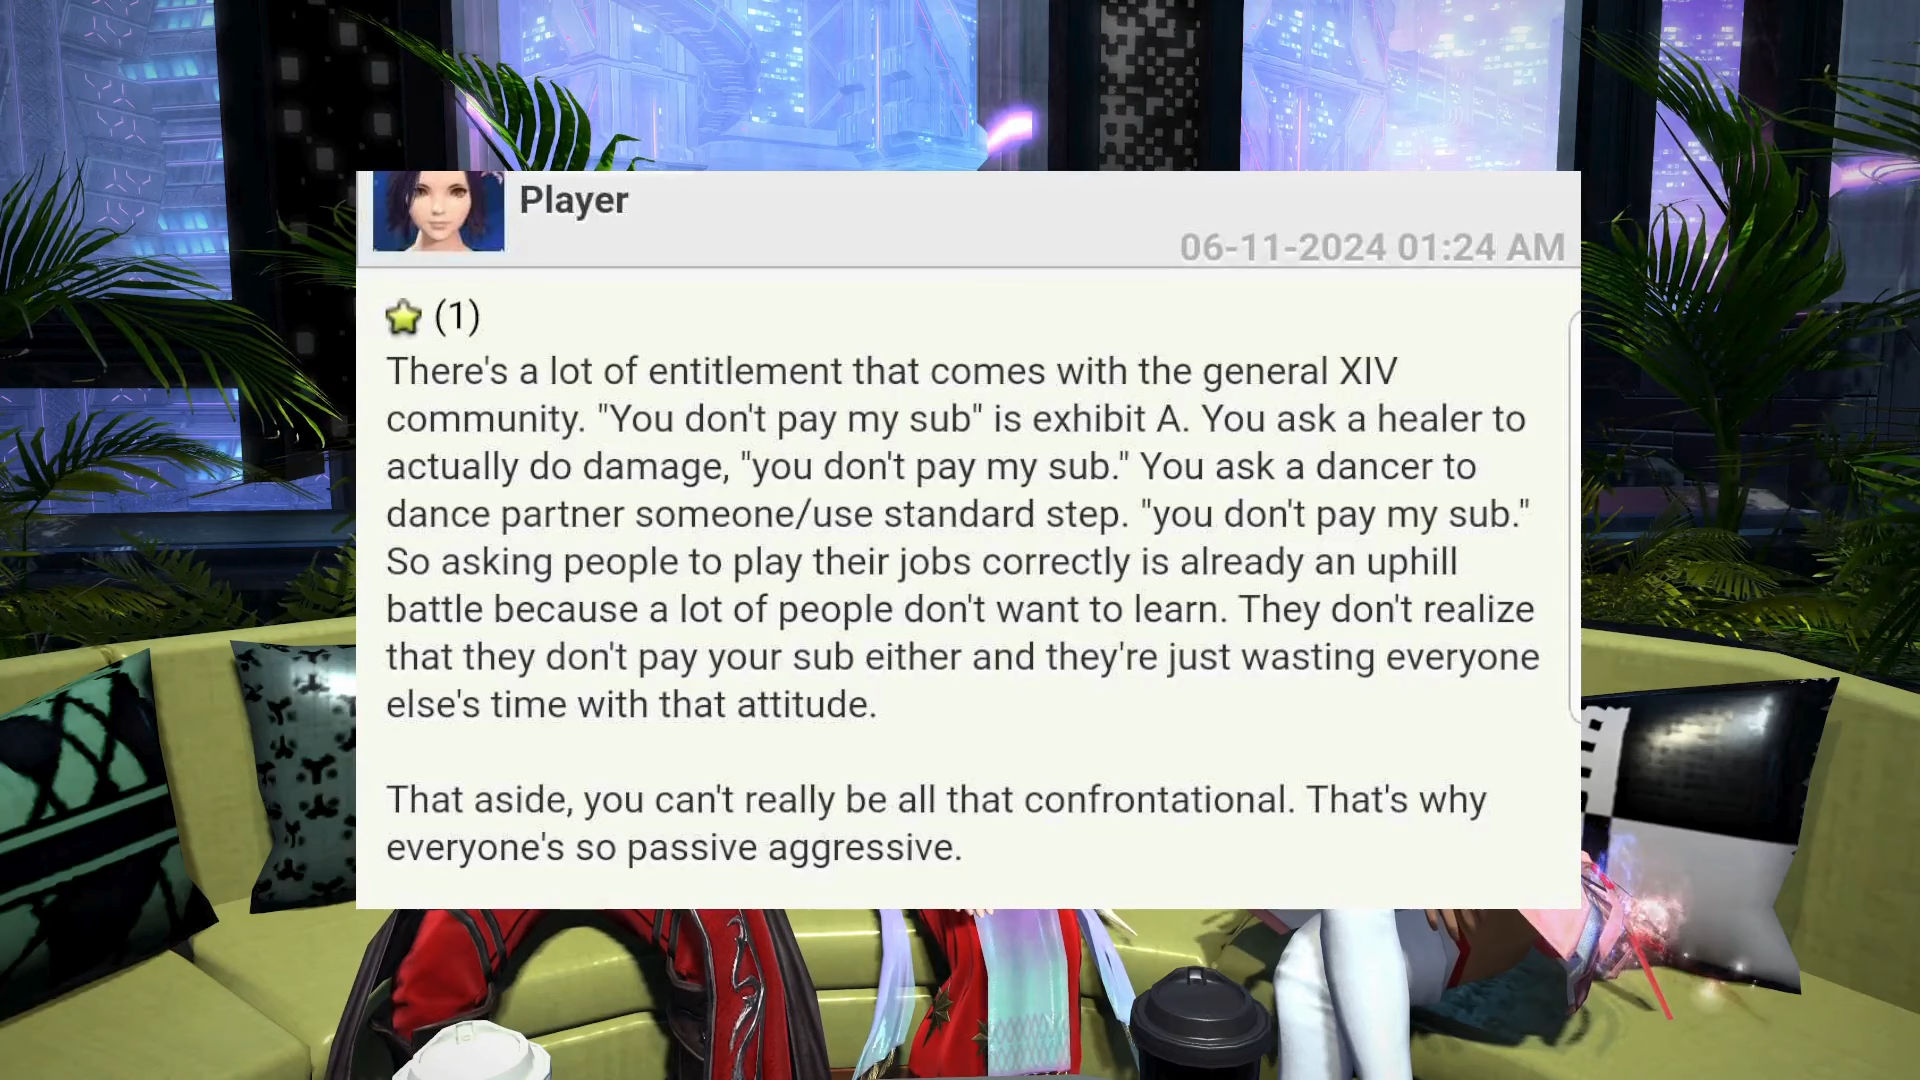 Player
06-11-2024 01:24 AM
(1)
There's a lot of entitlement that comes with the general XIV
community. "You don't pay my sub" is exhibit A. You ask a healer to
actually do damage, "you don't pay my sub." You ask a dancer to
dance partner someone/use standard step. "you don't pay my sub."
So asking people to play their jobs correctly is already an uphill
battle because a lot of people don't want to learn. They don't realize
that they don't pay your sub either and they're just wasting everyone
else's time with that attitude.
That aside, you can't really be all that confrontational. That's why
everyone's so passive aggressive.